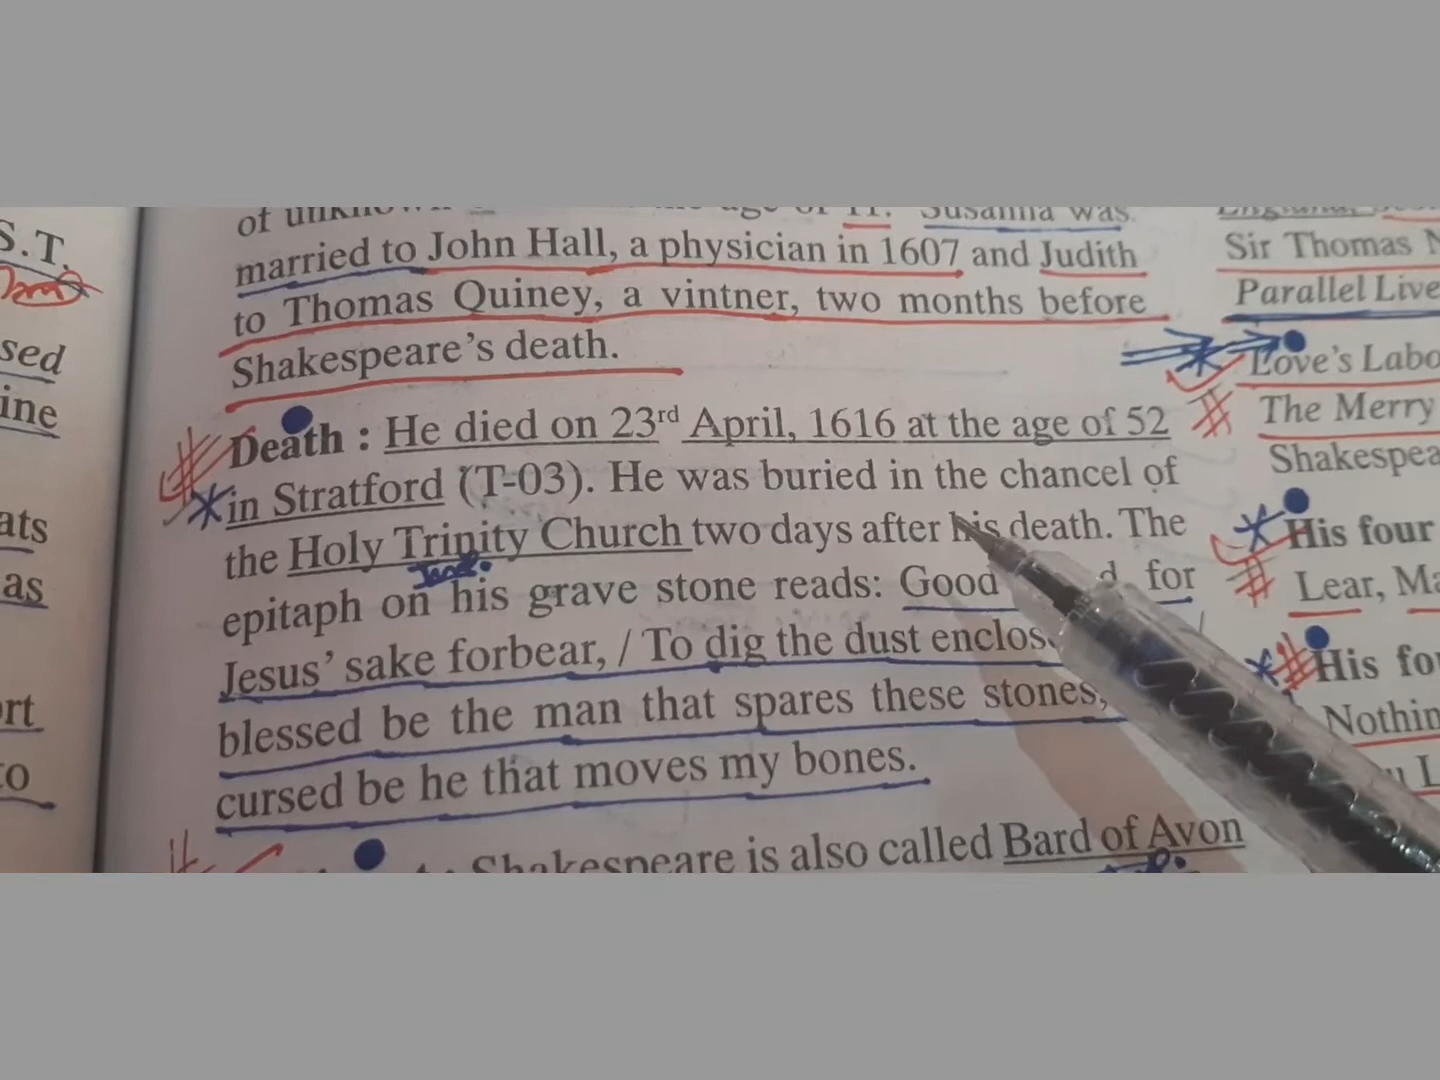 S.T.
sed
ine
ats
as
rt
to
of unknown age of 11. Susanna was
married to John Hall, a physician in 1607 and Judith
to Thomas Quiney, a vintner, two months before
Shakespeare's death.
Death : He died on 23rd April, 1616 at the age of 52
in Stratford (T-03). He was buried in the chancel of
the Holy Trinity Church two days after his death. The
epitaph on his grave stone reads: Good for
Jesus' sake forbear, / To dig the dust
blessed be the man that spares these stones,
cursed be he that moves my bones.
Shakespeare is also called Bard of Avon
England,
Sir Thomas N
Parallel Live
Love's Labo
The Merry
Shakespea
His four
Lear, Ma
His fo
Nothin
L